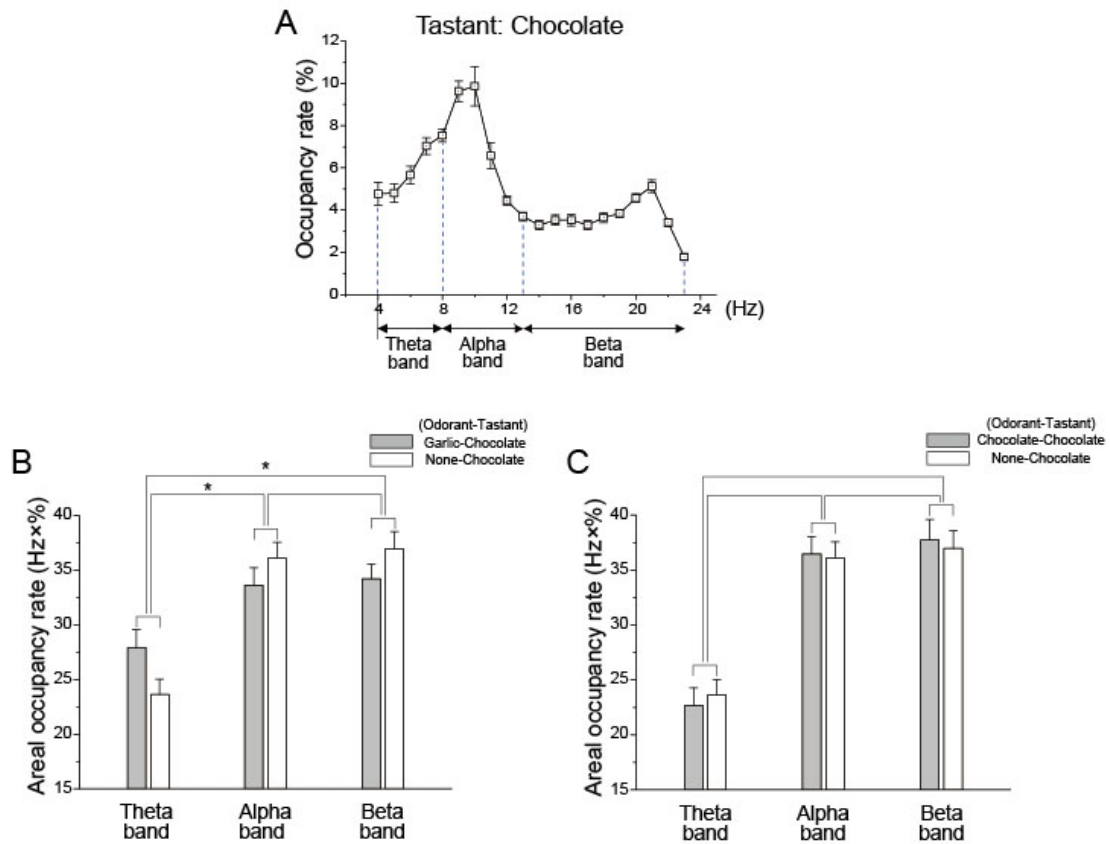 A
Tastant: Chocolate
Occupancy rate (%)
12
10
8
6
4
2
0
4 8 12 16 20 24 (Hz)
Theta band
Alpha band
Beta band
B
(Odorant-Tastant)
Garlic-Chocolate
None-Chocolate
*
*
Areal occupancy rate (Hz×%)
40
35
30
25
20
15
Theta band
Alpha band
Beta band
C
(Odorant-Tastant)
Chocolate-Chocolate
None-Chocolate
Areal occupancy rate (Hz×%)
40
35
30
25
20
15
Theta band
Alpha band
Beta band